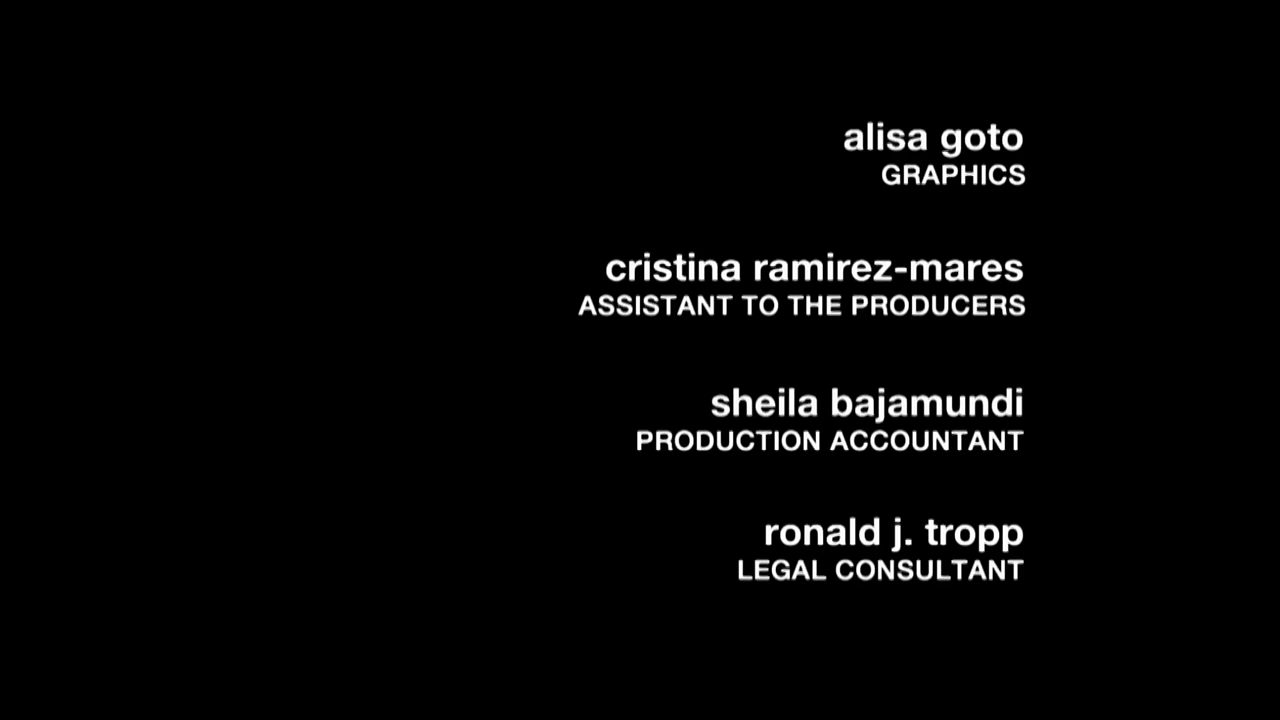 alisa goto
GRAPHICS
cristina ramirez-mares
ASSISTANT TO THE PRODUCERS
sheila bajamundi
PRODUCTION ACCOUNTANT
ronald j. tropp
LEGAL CONSULTANT